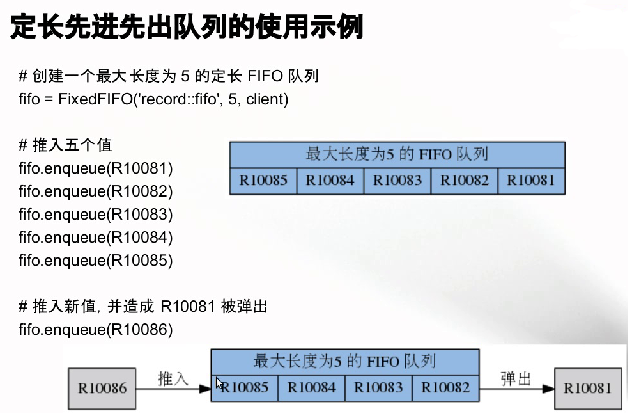 定长先进先出队列的使用示例
# 创建一个最大长度为 5 的定长 FIFO 队列
fifo = FixedFIFO('record::fifo', 5, client)
# 推入五个值
fifo.enqueue(R10081)
fifo.enqueue(R10082)
fifo.enqueue(R10083)
fifo.enqueue(R10084)
fifo.enqueue(R10085)
最大长度为5 的 FIFO 队列
R10085 R10084 R10083 R10082 R10081
# 推入新值, 并造成 R10081 被弹出
fifo.enqueue(R10086)
最大长度为5 的 FIFO 队列
R10086 推入 R10085 R10084 R10083 R10082 弹出 R10081